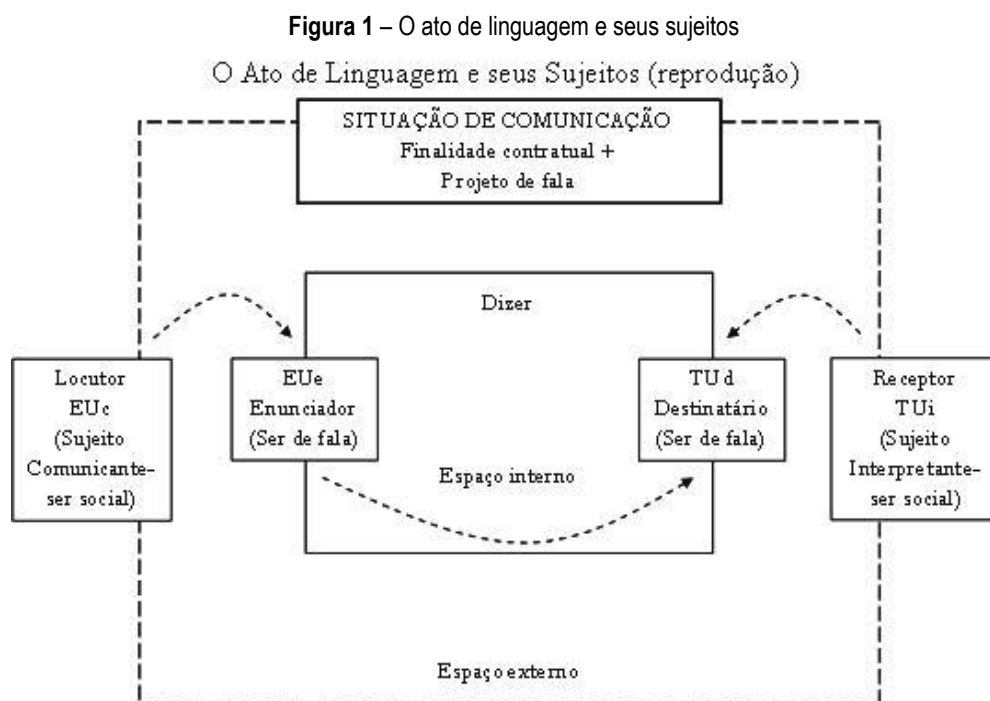 Figura 1 – O ato de linguagem e seus sujeitos
O Ato de Linguagem e seus Sujeitos (reprodução)
SITUAÇÃO DE COMUNICAÇÃO
Finalidade contratual +
Projeto de fala
Dizer
Locutor
EUc
(Sujeito
Comunicante-
ser social)
EUe
Enunciador
(Ser de fala)
TUd
Destinatário
(Ser de fala)
Receptor
TUi
(Sujeito
Interpretante-
ser social)
Espaço interno
Espaço externo